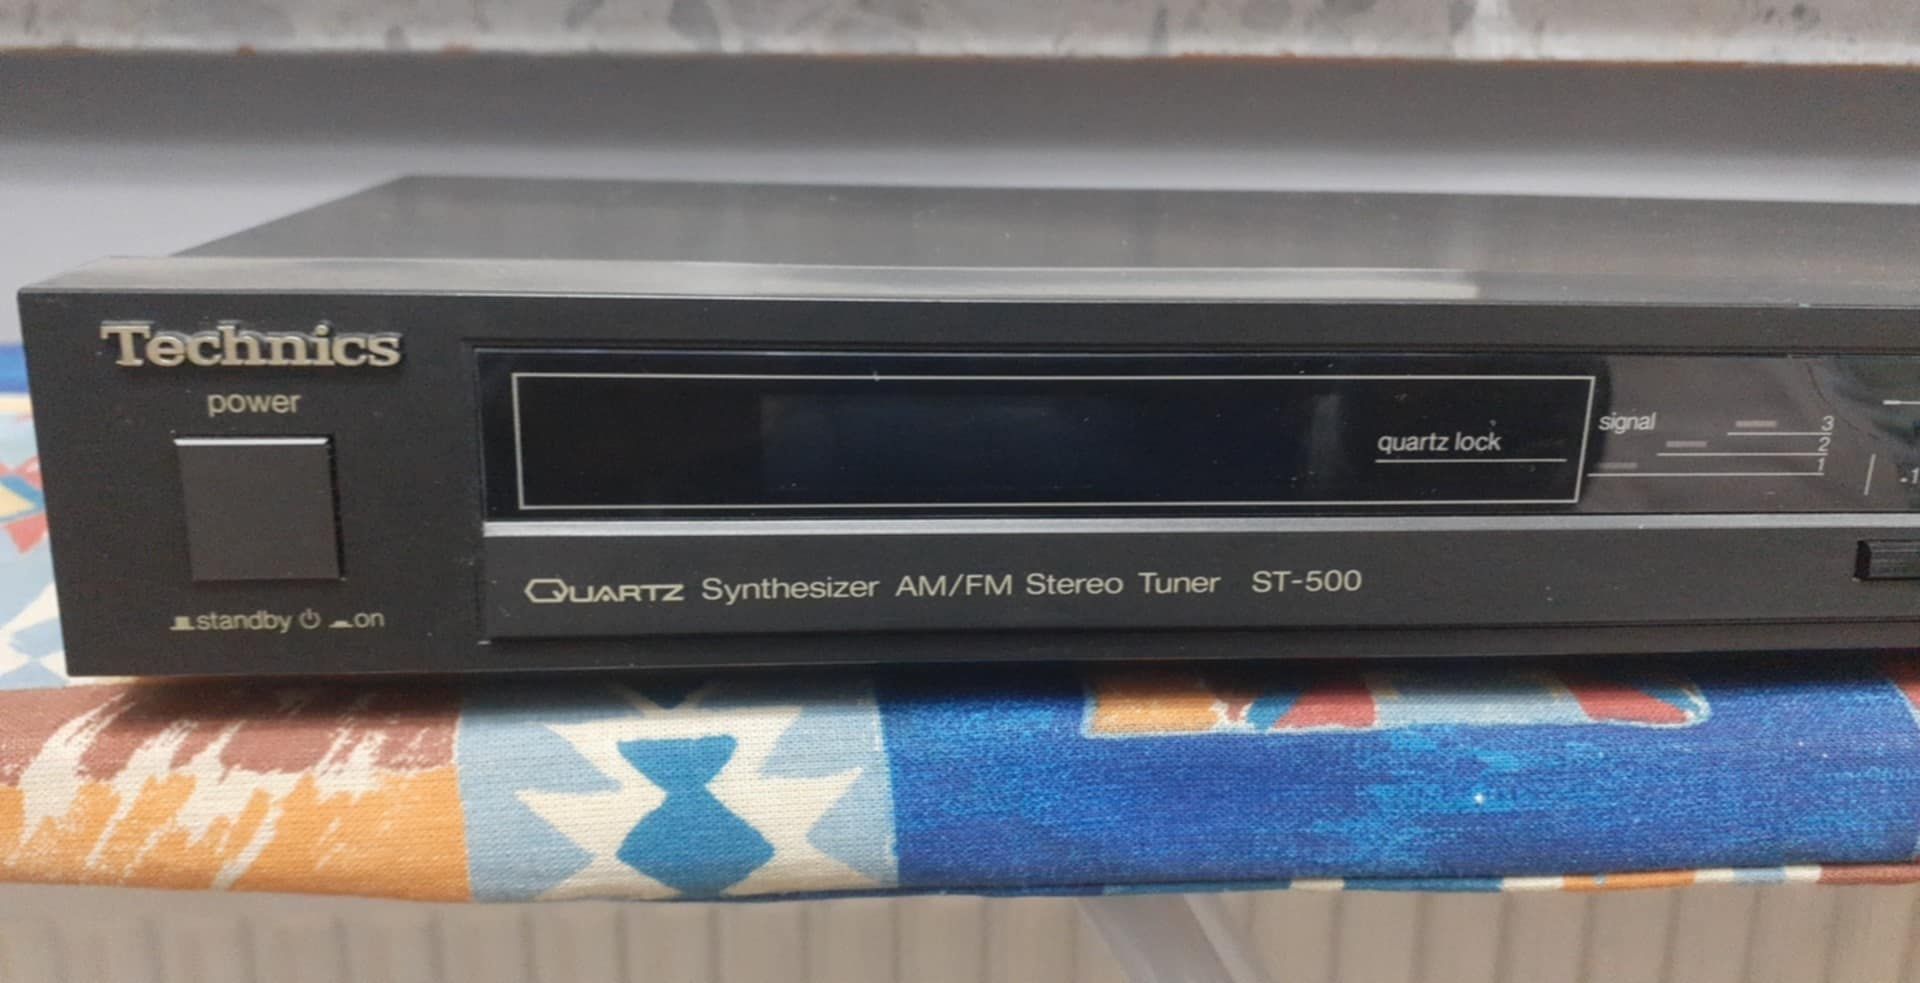 Technics
power
standby on
quartz lock
signal
3
2
1
QUARTZ Synthesizer AM/FM Stereo Tuner ST-500